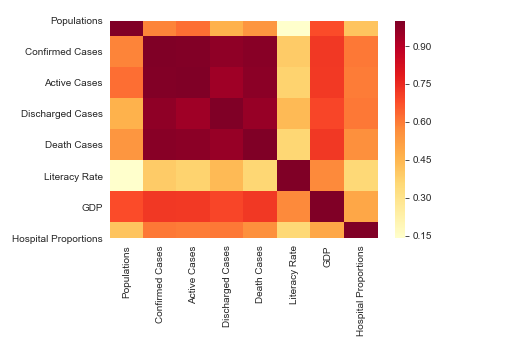 Populations
Confirmed Cases
Active Cases
Discharged Cases
Death Cases
Literacy Rate
GDP
Hospital Proportions
0.90
0.75
0.60
0.45
0.30
0.15
Populations
Confirmed Cases
Active Cases
Discharged Cases
Death Cases
Literacy Rate
GDP
Hospital Proportions